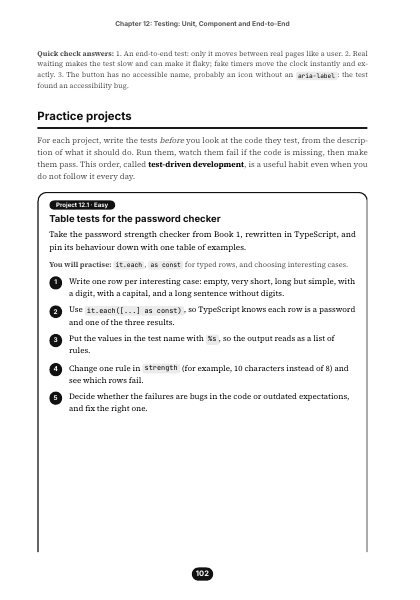 Chapter 12: Testing: Unit, Component and End-to-End
Quick check answers: 1. An end-to-end test: only it moves between real pages like a user. 2. Real
waiting makes the test slow and can make it flaky; fake timers move the clock instantly and ex-
actly. 3. The button has no accessible name, probably an icon without an aria-label: the test
found an accessibility bug.
Practice projects
For each project, write the tests before you look at the code they test, from the descrip-
tion of what it should do. Run them, watch them fail if the code is missing, then make
them pass. This order, called test-driven development, is a useful habit even when you
do not follow it every day.
Project 12.1 · Easy
Table tests for the password checker
Take the password strength checker from Book 1, rewritten in TypeScript, and
pin its behaviour down with one table of examples.
You will practise: it.each, as const for typed rows, and choosing interesting cases.
1 Write one row per interesting case: empty, very short, long but simple, with
a digit, with a capital, and a long sentence without digits.
2 Use it.each([...] as const), so TypeScript knows each row is a password
and one of the three results.
3 Put the values in the test name with %s, so the output reads as a list of
rules.
4 Change one rule in strength (for example, 10 characters instead of 8) and
see which rows fail.
5 Decide whether the failures are bugs in the code or outdated expectations,
and fix the right one.
102